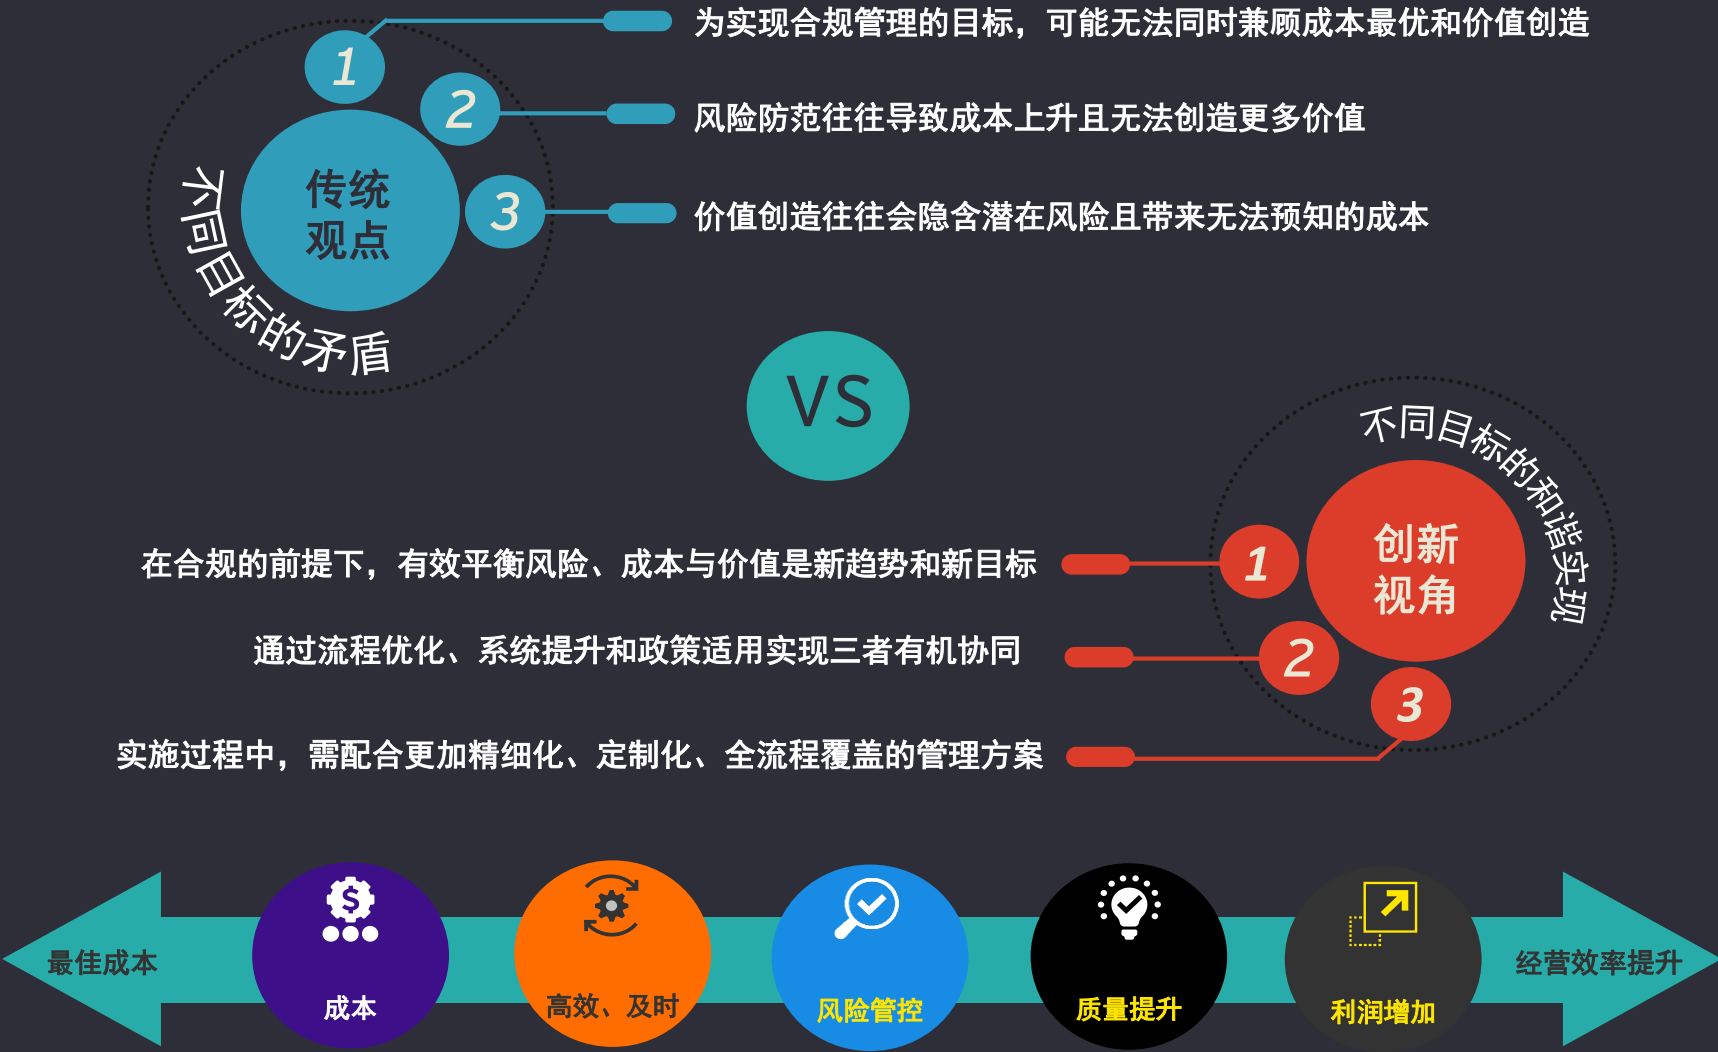 1
为实现合规管理的目标，可能无法同时兼顾成本最优和价值创造
2
风险防范往往导致成本上升且无法创造更多价值
3
价值创造往往会隐含潜在风险且带来无法预知的成本
传统
观点
不同目标的矛盾
VS
不同目标的和谐实现
创新
视角
在合规的前提下，有效平衡风险、成本与价值是新趋势和新目标
1
通过流程优化、系统提升和政策适用实现三者有机协同
2
实施过程中，需配合更加精细化、定制化、全流程覆盖的管理方案
3
最佳成本
$
成本
高效、及时
风险管控
质量提升
利润增加
经营效率提升